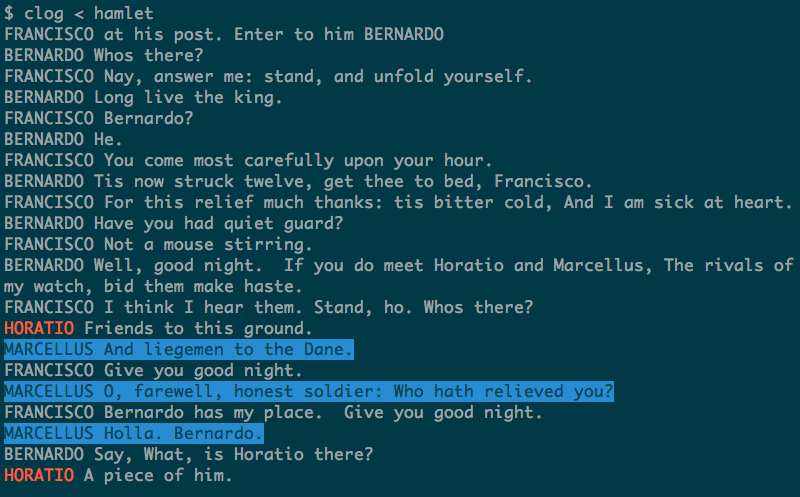 $ clog < hamlet
FRANCISCO at his post. Enter to him BERNARDO
BERNARDO Whos there?
FRANCISCO Nay, answer me: stand, and unfold yourself.
BERNARDO Long live the king.
FRANCISCO Bernardo?
BERNARDO He.
FRANCISCO You come most carefully upon your hour.
BERNARDO Tis now struck twelve, get thee to bed, Francisco.
FRANCISCO For this relief much thanks: tis bitter cold, And I am sick at heart.
BERNARDO Have you had quiet guard?
FRANCISCO Not a mouse stirring.
BERNARDO Well, good night.  If you do meet Horatio and Marcellus, The rivals of
my watch, bid them make haste.
FRANCISCO I think I hear them. Stand, ho. Whos there?
HORATIO Friends to this ground.
MARCELLUS And liegemen to the Dane.
FRANCISCO Give you good night.
MARCELLUS O, farewell, honest soldier: Who hath relieved you?
FRANCISCO Bernardo has my place.  Give you good night.
MARCELLUS Holla. Bernardo.
BERNARDO Say, What, is Horatio there?
HORATIO A piece of him.